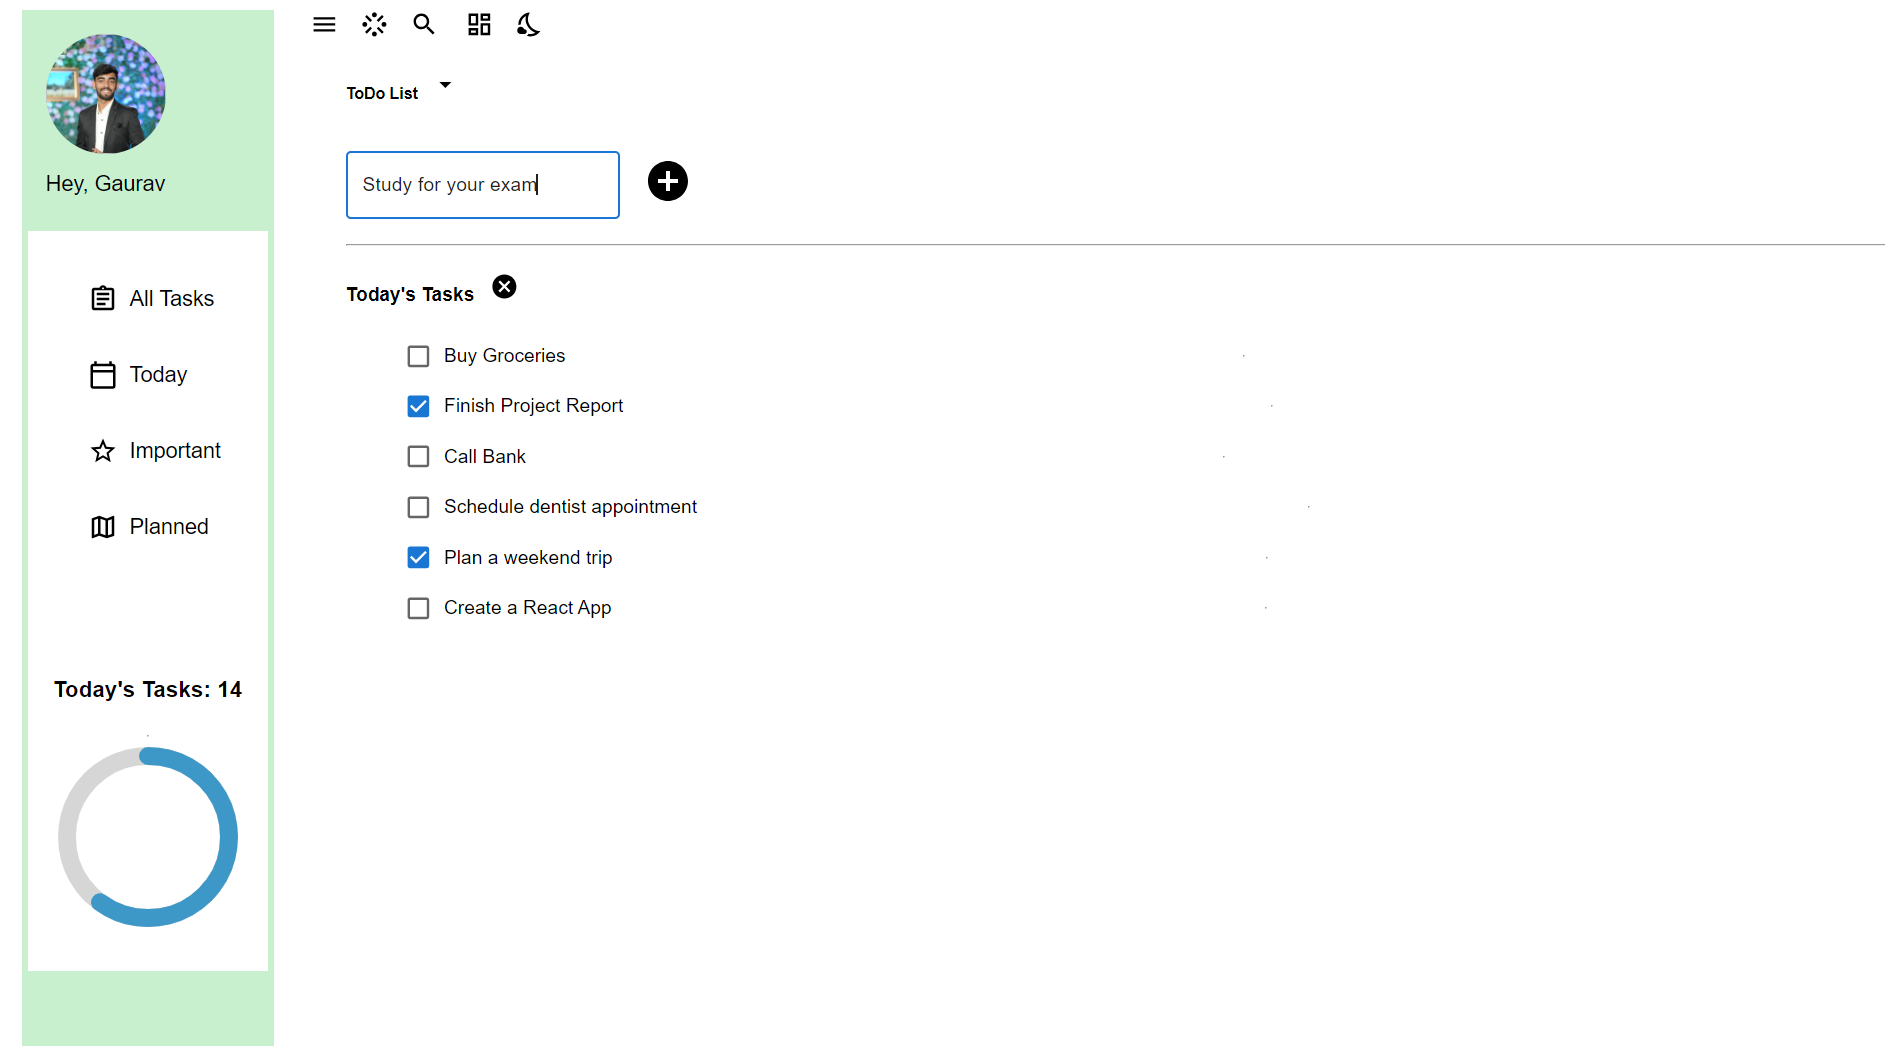 Hey, Gaurav
All Tasks
Today
Important
Planned
Today's Tasks: 14
ToDo List
Study for your exam
Today's Tasks
Buy Groceries
Finish Project Report
Call Bank
Schedule dentist appointment
Plan a weekend trip
Create a React App